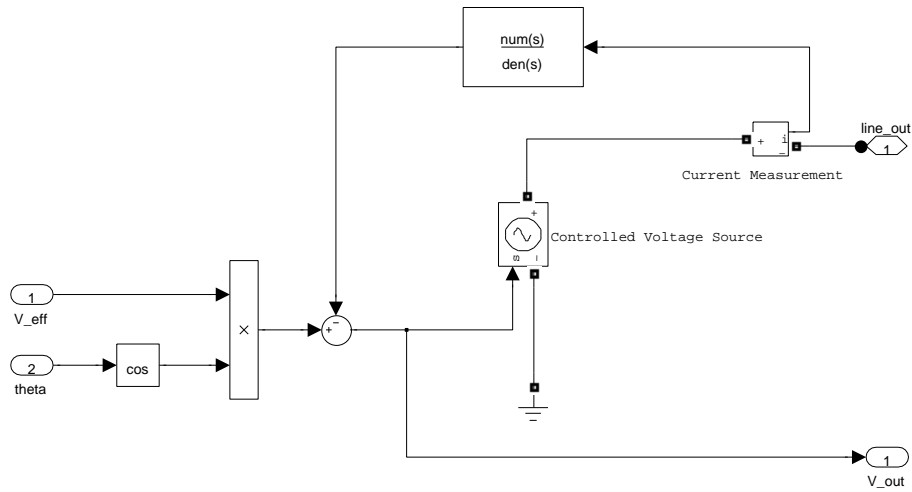 num(s)
den(s)
line_out
1
+
i
−
Current Measurement
+
Controlled Voltage Source
s
−
1
V_eff
−
+
×
2
theta
cos
1
V_out